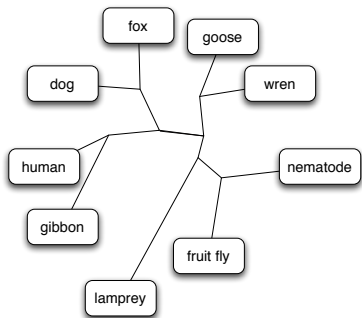 fox
goose
dog
wren
human
nematode
gibbon
fruit fly
lamprey